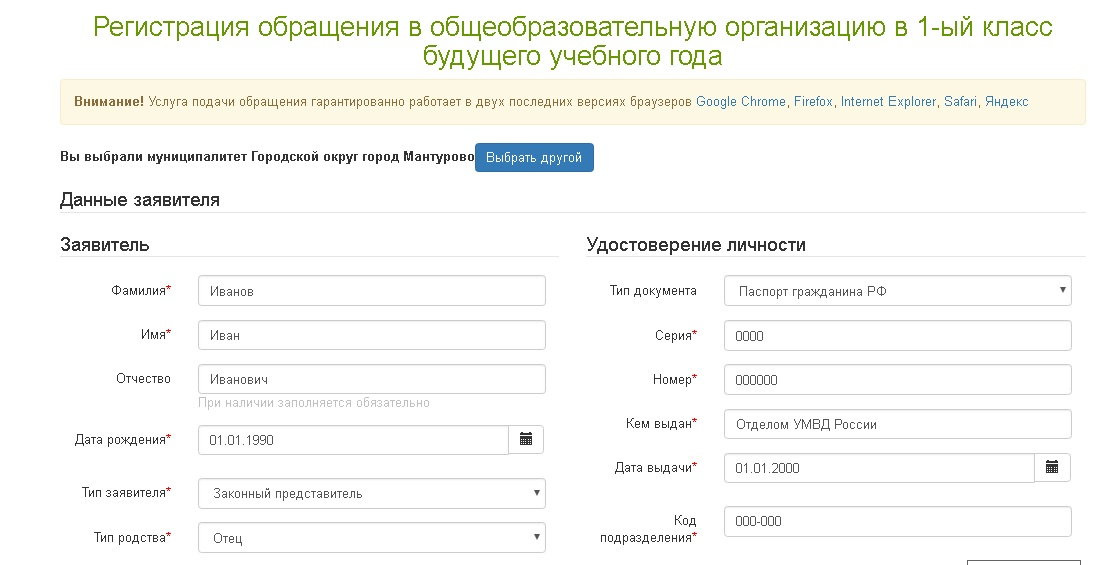 Регистрация обращения в общеобразовательную организацию в 1-ый класс
будущего учебного года
Внимание! Услуга подачи обращения гарантированно работает в двух последних версиях браузеров Google Chrome, Firefox, Internet Explorer, Safari, Яндекс
Вы выбрали муниципалитет Городской округ город Мантурово Выбрать другой
Данные заявителя
Заявитель
Фамилия* Иванов
Имя* Иван
Отчество Иванович
При наличии заполняется обязательно
Дата рождения* 01.01.1990
Тип заявителя* Законный представитель
Тип родства* Отец
Удостоверение личности
Тип документа Паспорт гражданина РФ
Серия* 0000
Номер* 000000
Кем выдан* Отделом УМВД России
Дата выдачи* 01.01.2000
Код
подразделения* 000-000